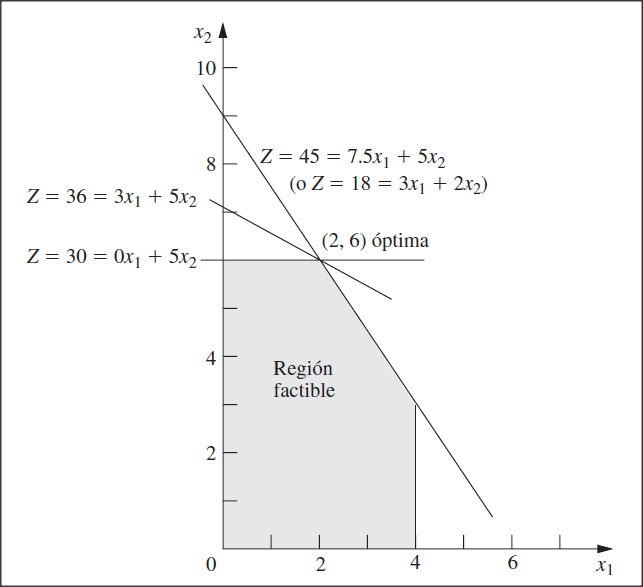 x₂
10
8
Z = 45 = 7.5x₁ + 5x₂
(o Z = 18 = 3x₁ + 2x₂)
Z = 36 = 3x₁ + 5x₂
(2, 6) óptima
Z = 30 = 0x₁ + 5x₂
4
Región
factible
2
0
2
4
6
x₁